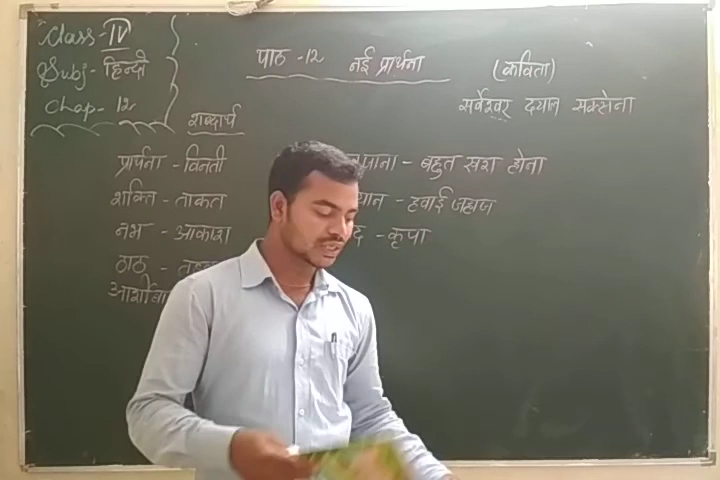 Class - IV
Subj - हिन्दी
Chap - 12
पाठ - 12 नई प्रार्थना (कविता)
सर्वेश्वर दयाल सक्सेना
शब्दार्थ
प्रार्थना - विनती
शक्ति - ताकत
नभ - आकाश
ठाठ -
- बहुत खुश होना
- हवाई जहाज
- कृपा